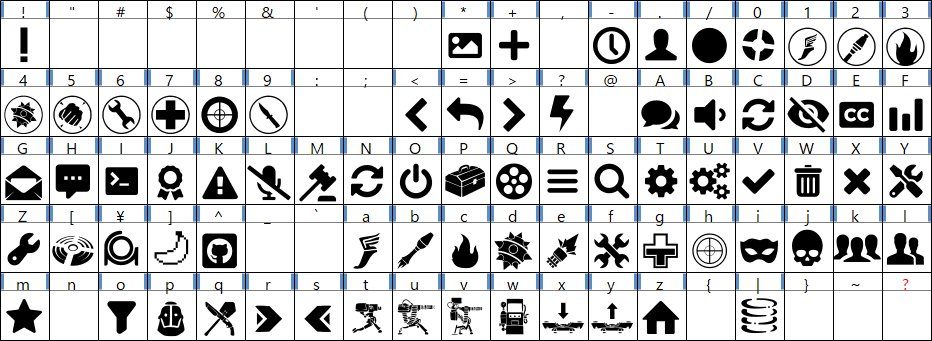 ! " # $ % & ' ( ) * + , - . / 0 1 2 3
4 5 6 7 8 9 : ; < = > ? @ A B C D E F
CC
G H I J K L M N O P Q R S T U V W X Y
Z [ ¥ ] ^ _ ` a b c d e f g h i j k l
m n o p q r s t u v w x y z { | } ~ ?